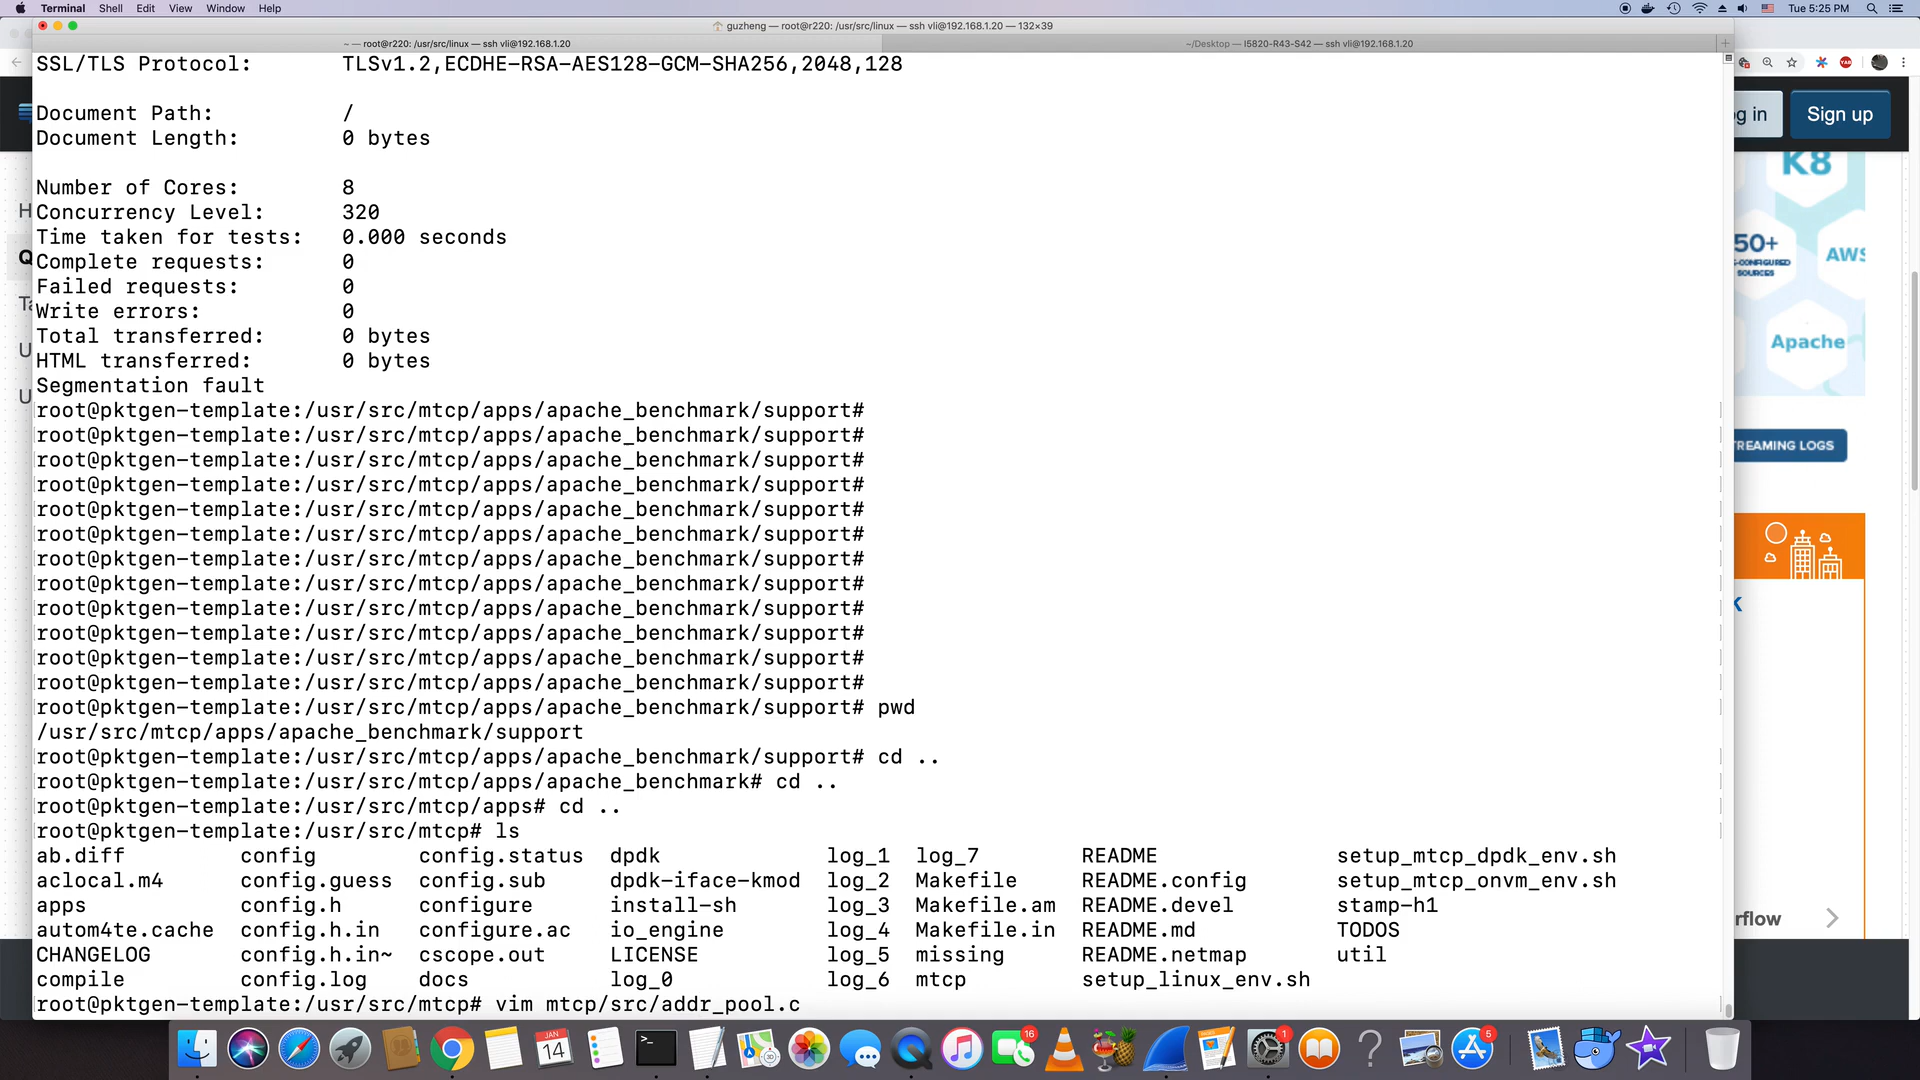 Terminal Shell Edit View Window Help
Tue 5:25 PM
guzheng — root@r220: /usr/src/linux — ssh vli@192.168.1.20 — 132×39
~ — root@r220: /usr/src/linux — ssh vli@192.168.1.20
~/Desktop — I5820-R43-S42 — ssh vli@192.168.1.20
SSL/TLS Protocol: TLSv1.2,ECDHE-RSA-AES128-GCM-SHA256,2048,128
Document Path: /
Document Length: 0 bytes
Number of Cores: 8
Concurrency Level: 320
Time taken for tests: 0.000 seconds
Complete requests: 0
Failed requests: 0
Write errors: 0
Total transferred: 0 bytes
HTML transferred: 0 bytes
Segmentation fault
root@pktgen-template:/usr/src/mtcp/apps/apache_benchmark/support#
root@pktgen-template:/usr/src/mtcp/apps/apache_benchmark/support#
root@pktgen-template:/usr/src/mtcp/apps/apache_benchmark/support#
root@pktgen-template:/usr/src/mtcp/apps/apache_benchmark/support#
root@pktgen-template:/usr/src/mtcp/apps/apache_benchmark/support#
root@pktgen-template:/usr/src/mtcp/apps/apache_benchmark/support#
root@pktgen-template:/usr/src/mtcp/apps/apache_benchmark/support#
root@pktgen-template:/usr/src/mtcp/apps/apache_benchmark/support#
root@pktgen-template:/usr/src/mtcp/apps/apache_benchmark/support#
root@pktgen-template:/usr/src/mtcp/apps/apache_benchmark/support#
root@pktgen-template:/usr/src/mtcp/apps/apache_benchmark/support#
root@pktgen-template:/usr/src/mtcp/apps/apache_benchmark/support#
root@pktgen-template:/usr/src/mtcp/apps/apache_benchmark/support# pwd
/usr/src/mtcp/apps/apache_benchmark/support
root@pktgen-template:/usr/src/mtcp/apps/apache_benchmark/support# cd ..
root@pktgen-template:/usr/src/mtcp/apps/apache_benchmark# cd ..
root@pktgen-template:/usr/src/mtcp/apps# cd ..
root@pktgen-template:/usr/src/mtcp# ls
ab.diff config config.status dpdk log_1 log_7 README setup_mtcp_dpdk_env.sh
aclocal.m4 config.guess config.sub dpdk-iface-kmod log_2 Makefile README.config setup_mtcp_onvm_env.sh
apps config.h configure install-sh log_3 Makefile.am README.devel stamp-h1
autom4te.cache config.h.in configure.ac io_engine log_4 Makefile.in README.md TODOS
CHANGELOG config.h.in~ cscope.out LICENSE log_5 missing README.netmap util
compile config.log docs log_0 log_6 mtcp setup_linux_env.sh
root@pktgen-template:/usr/src/mtcp# vim mtcp/src/addr_pool.c
g in
Sign up
K8
50+
AWS
Apache
TREAMING LOGS
rflow
JAN
14
16
1
5